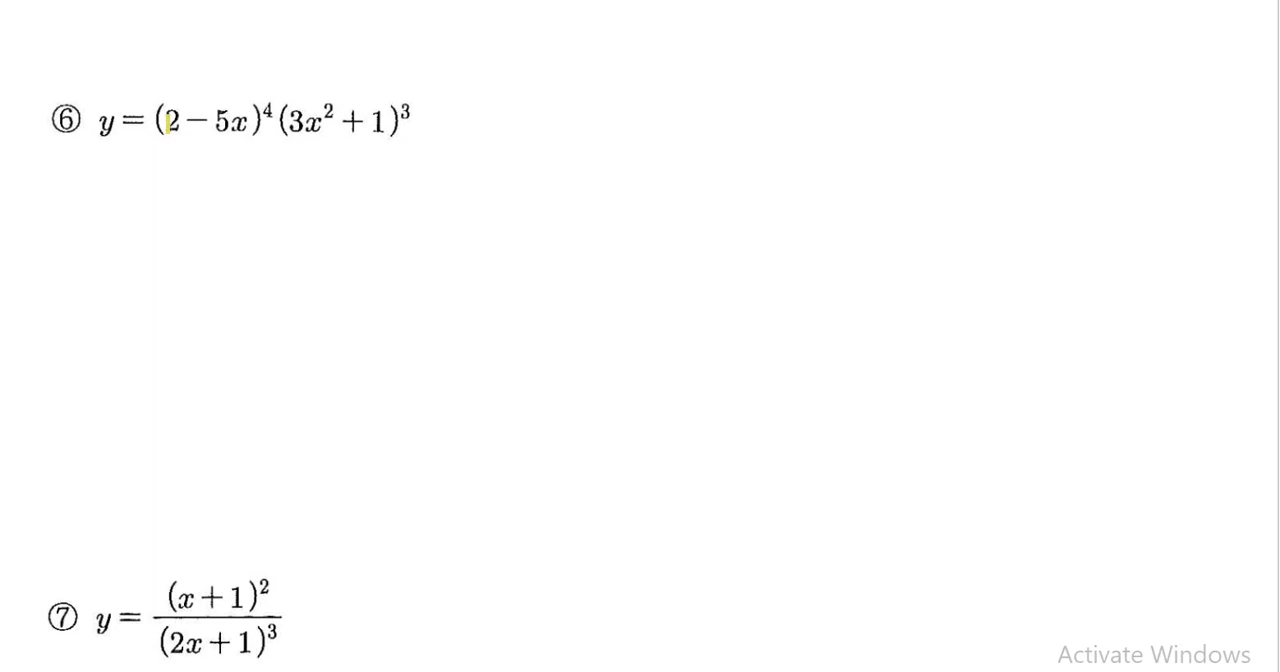 ⑥ y = (2 − 5x)⁴(3x² + 1)³
⑦ y = (x + 1)² / (2x + 1)³
Activate Windows